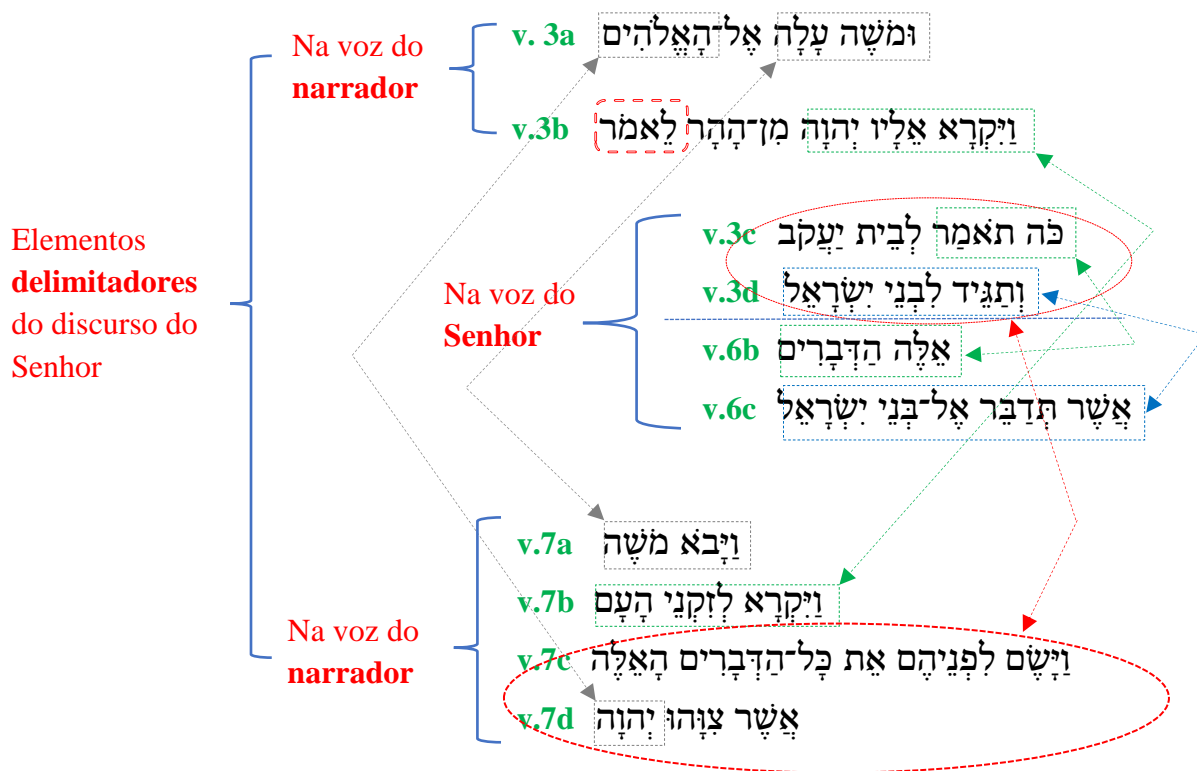 Elementos
delimitadores
do discurso do
Senhor
Na voz do
narrador
v. 3a וּמֹשֶׁה עָלָה אֶל־הָאֱלֹהִים
v.3b וַיִּקְרָא אֵלָיו יְהוָה מִן־הָהָר לֵאמֹר
Na voz do
Senhor
v.3c כֹּה תֹאמַר לְבֵית יַעֲקֹב
v.3d וְתַגֵּיד לִבְנֵי יִשְׂרָאֵל
v.6b אֵלֶּה הַדְּבָרִים
v.6c אֲשֶׁר תְּדַבֵּר אֶל־בְּנֵי יִשְׂרָאֵל
Na voz do
narrador
v.7a וַיָּבֹא מֹשֶׁה
v.7b וַיִּקְרָא לְזִקְנֵי הָעָם
v.7c וַיָּשֶׂם לִפְנֵיהֶם אֵת כָּל־הַדְּבָרִים הָאֵלֶּה
v.7d אֲשֶׁר צִוָּהוּ יְהוָה